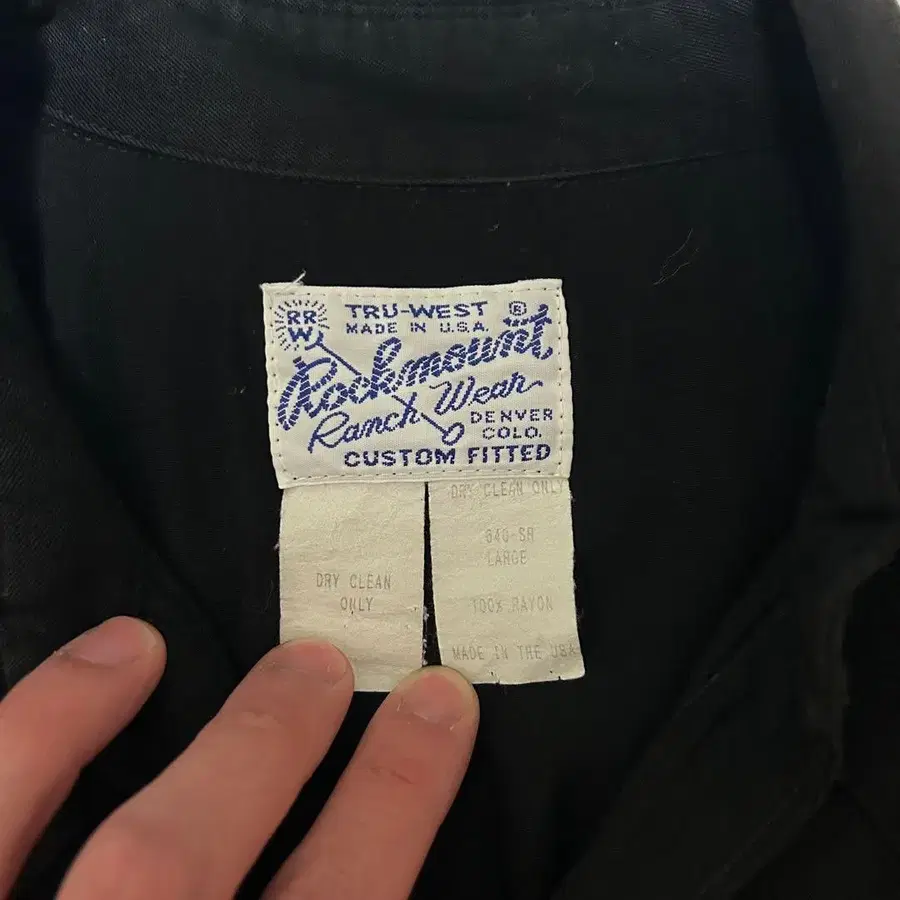 RR
W
TRU-WEST ®
MADE IN U.S.A.
Rockmount
Ranch Wear
DENVER
COLO.
CUSTOM FITTED
DRY CLEAN
ONLY
DRY CLEAN ONLY
640-SR
LARGE
100% RAYON
MADE IN THE USA